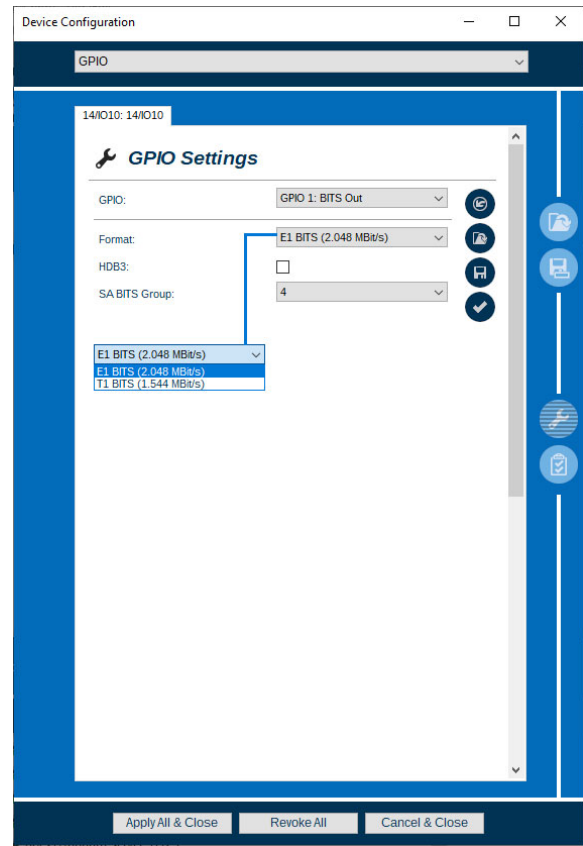 Device Configuration
GPIO
14/IO10: 14/IO10
GPIO Settings
GPIO: GPIO 1: BITS Out
Format: E1 BITS (2.048 MBit/s)
HDB3:
SA BITS Group: 4
E1 BITS (2.048 MBit/s)
E1 BITS (2.048 MBit/s)
T1 BITS (1.544 MBit/s)
Apply All & Close Revoke All Cancel & Close